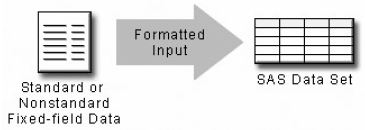 Formatted
Input
SAS Data Set
Standard or
Nonstandard
Fixed-field Data